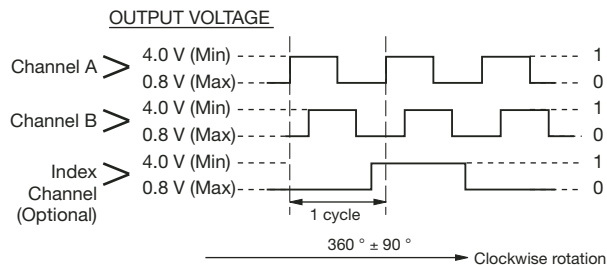 OUTPUT VOLTAGE
Channel A > 4.0 V (Min) 1
0.8 V (Max) 0
Channel B > 4.0 V (Min) 1
0.8 V (Max) 0
Index Channel (Optional) > 4.0 V (Min) 1
0.8 V (Max) 0
1 cycle
360 ° ± 90 °
Clockwise rotation